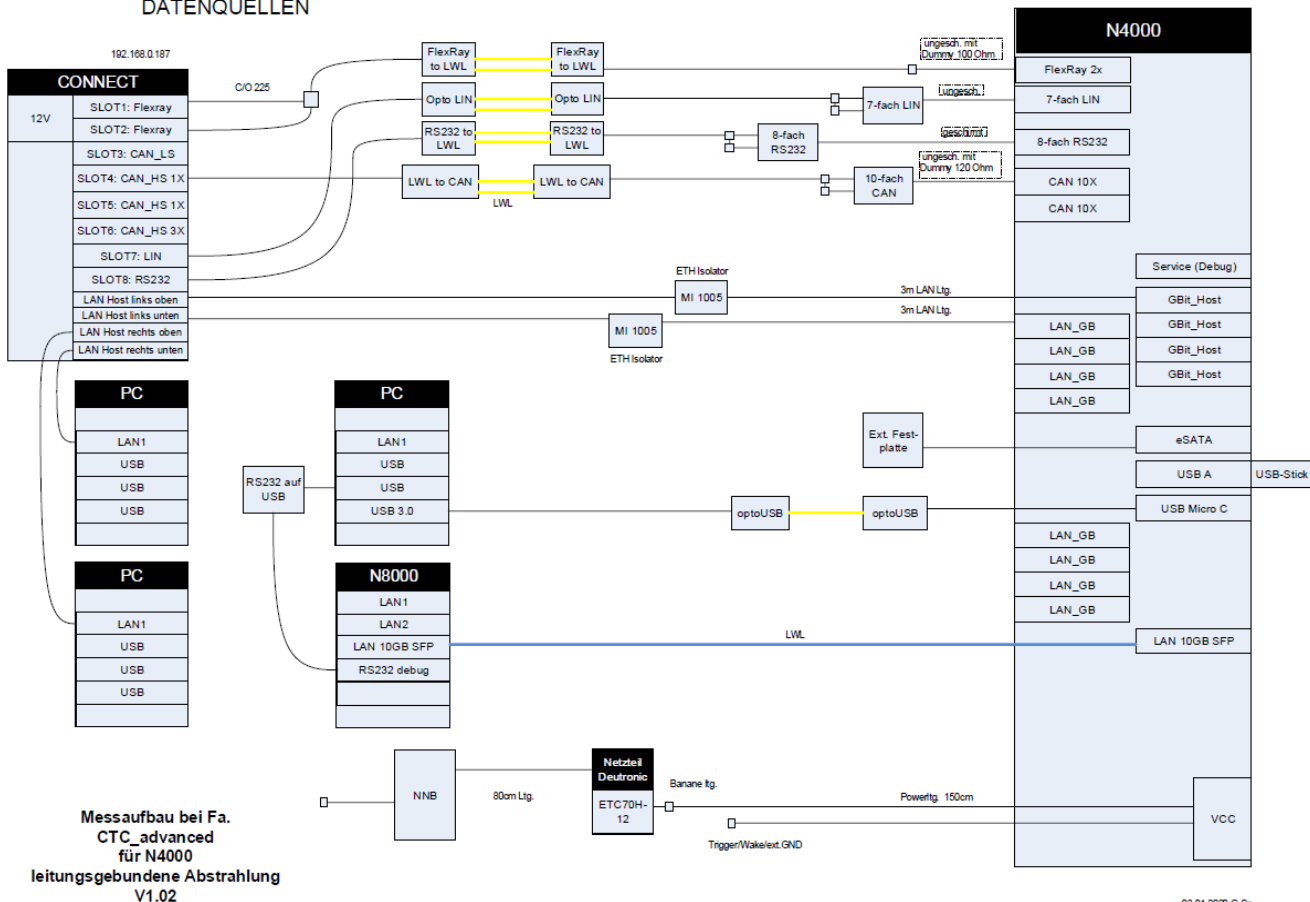 DATENQUELLEN
192.168.0.187
CONNECT
12V
SLOT1: Flexray
SLOT2: Flexray
SLOT3: CAN_LS
SLOT4: CAN_HS 1X
SLOT5: CAN_HS 1X
SLOT6: CAN_HS 3X
SLOT7: LIN
SLOT8: RS232
LAN Host links oben
LAN Host links unten
LAN Host rechts oben
LAN Host rechts unten
C/O 225
FlexRay
to LWL
FlexRay
to LWL
Opto LIN
Opto LIN
RS232 to
LWL
RS232 to
LWL
LWL to CAN
LWL to CAN
LWL
ungesch. mit
Dummy 100 Ohm
7-fach LIN
ungesch.
8-fach
RS232
geschirmt
10-fach
CAN
ungesch. mit
Dummy 120 Ohm
ETH Isolator
MI 1005
3m LAN Ltg.
3m LAN Ltg.
MI 1005
ETH Isolator
N4000
FlexRay 2x
7-fach LIN
8-fach RS232
CAN 10X
CAN 10X
Service (Debug)
GBit_Host
GBit_Host
GBit_Host
GBit_Host
LAN_GB
LAN_GB
LAN_GB
LAN_GB
eSATA
USB A
USB-Stick
USB Micro C
LAN_GB
LAN_GB
LAN_GB
LAN_GB
LAN 10GB SFP
VCC
PC
LAN1
USB
USB
USB
PC
LAN1
USB
USB
USB 3.0
RS232 auf
USB
Ext. Fest-
platte
optoUSB
optoUSB
PC
LAN1
USB
USB
USB
N8000
LAN1
LAN2
LAN 10GB SFP
RS232 debug
LWL
NNB
80cm Ltg.
Netzteil
Deutronic
ETC70H-
12
Banane ltg.
Powerltg. 150cm
Trigger/Wake/ext.GND
Messaufbau bei Fa.
CTC_advanced
für N4000
leitungsgebundene Abstrahlung
V1.02